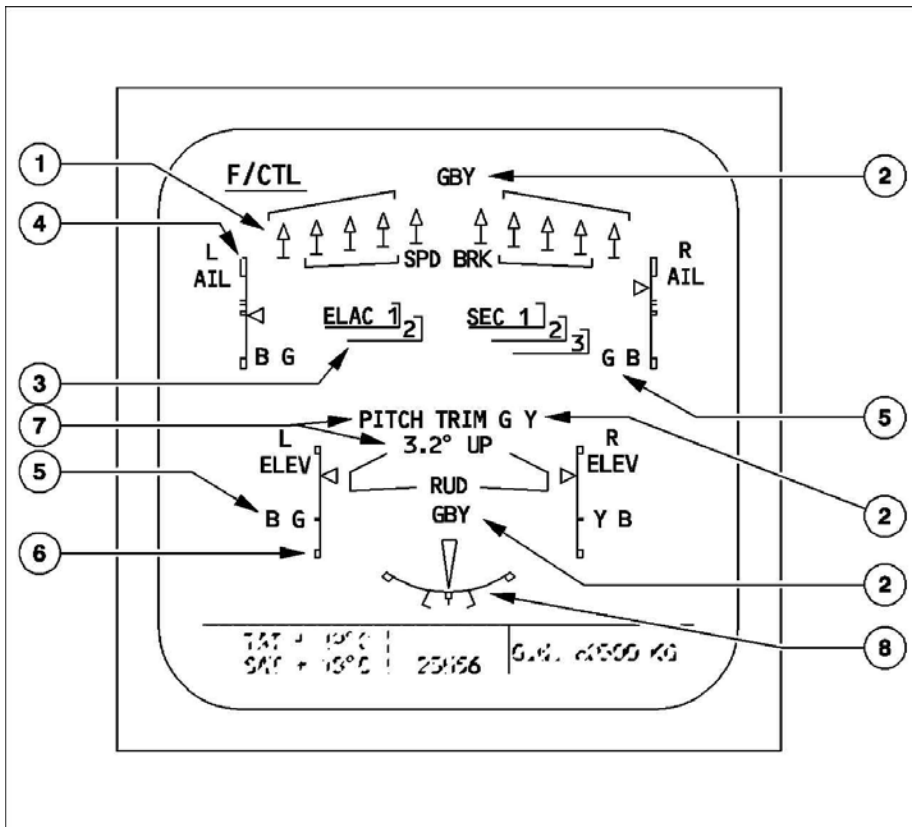 F/CTL
GBY
1
2
4
L
AIL
R
AIL
SPD BRK
ELAC 1
2
SEC 1
2
3
B G
G B
3
5
7
PITCH TRIM G Y
3.2° UP
L
ELEV
R
ELEV
5
RUD
2
B G
GBY
Y B
6
2
8
KG